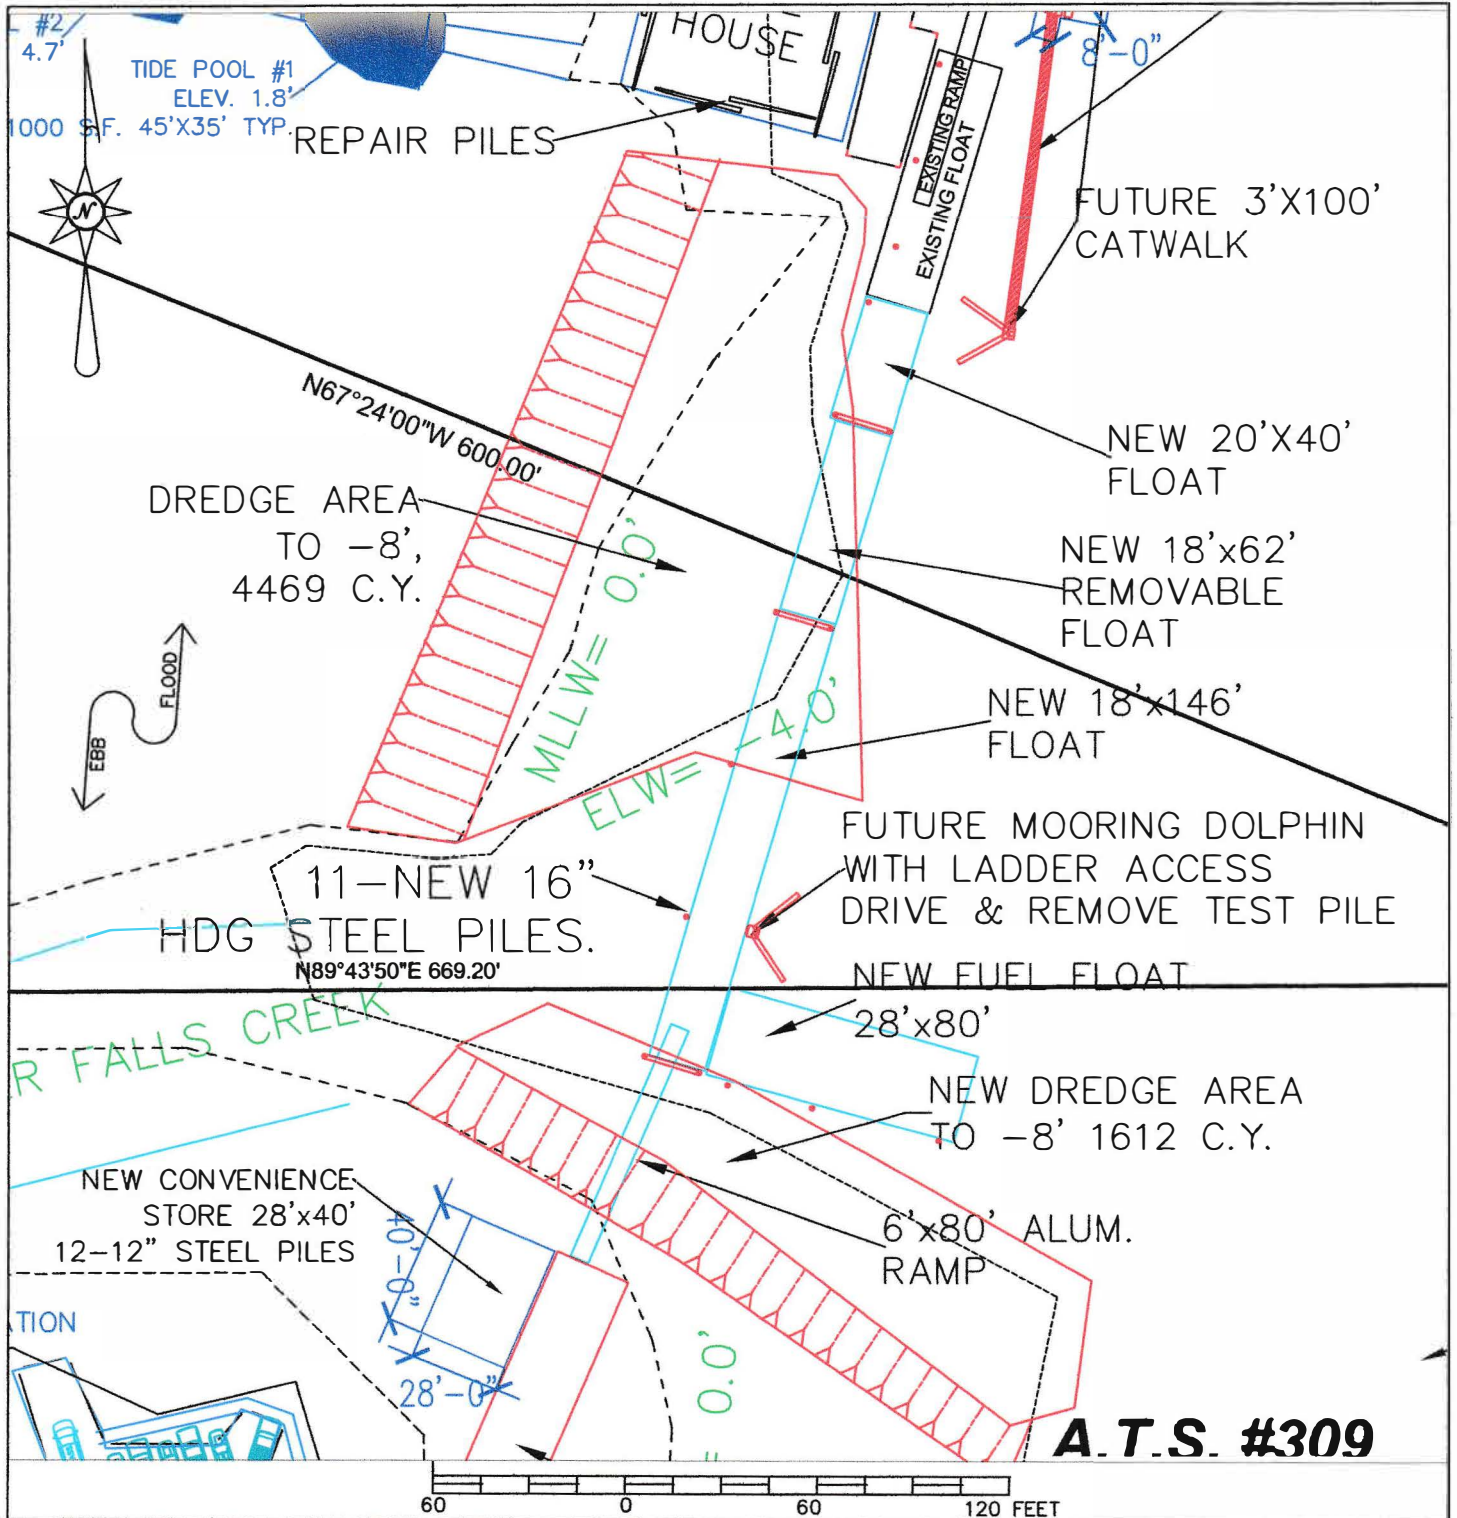 #2
4.7'
TIDE POOL #1
ELEV. 1.8'
1000 S.F. 45'X35' TYP.
HOUSE
REPAIR PILES
EXISTING RAMP
EXISTING FLOAT
8'-0"
FUTURE 3'X100'
CATWALK
N
N67°24'00"W 600.00'
NEW 20'X40'
FLOAT
DREDGE AREA
TO -8',
4469 C.Y.
NEW 18'x62'
REMOVABLE
FLOAT
MLLW= 0.0'
FLOOD
EBB
NEW 18'x146'
FLOAT
ELW= -4.0'
FUTURE MOORING DOLPHIN
WITH LADDER ACCESS
DRIVE & REMOVE TEST PILE
11-NEW 16"
HDG STEEL PILES.
N89°43'50"E 669.20'
NEW FUEL FLOAT
28'x80'
R FALLS CREEK
NEW DREDGE AREA
TO -8' 1612 C.Y.
NEW CONVENIENCE
STORE 28'x40'
12-12" STEEL PILES
40'-0"
6'x80' ALUM.
RAMP
TION
28'-0"
= 0.0'
A.T.S. #309
60 0 60 120 FEET